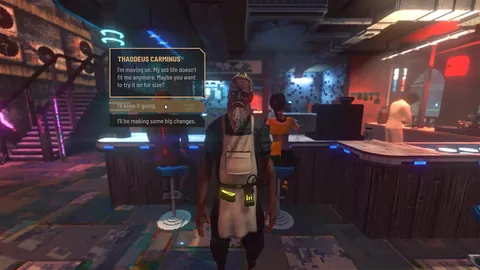 THADDEUS CARMINUS
I'm moving on. My old life doesn't
fit me anymore. Maybe you want
to try it on for size?
I'll keep it going.
I'll be making some big changes.